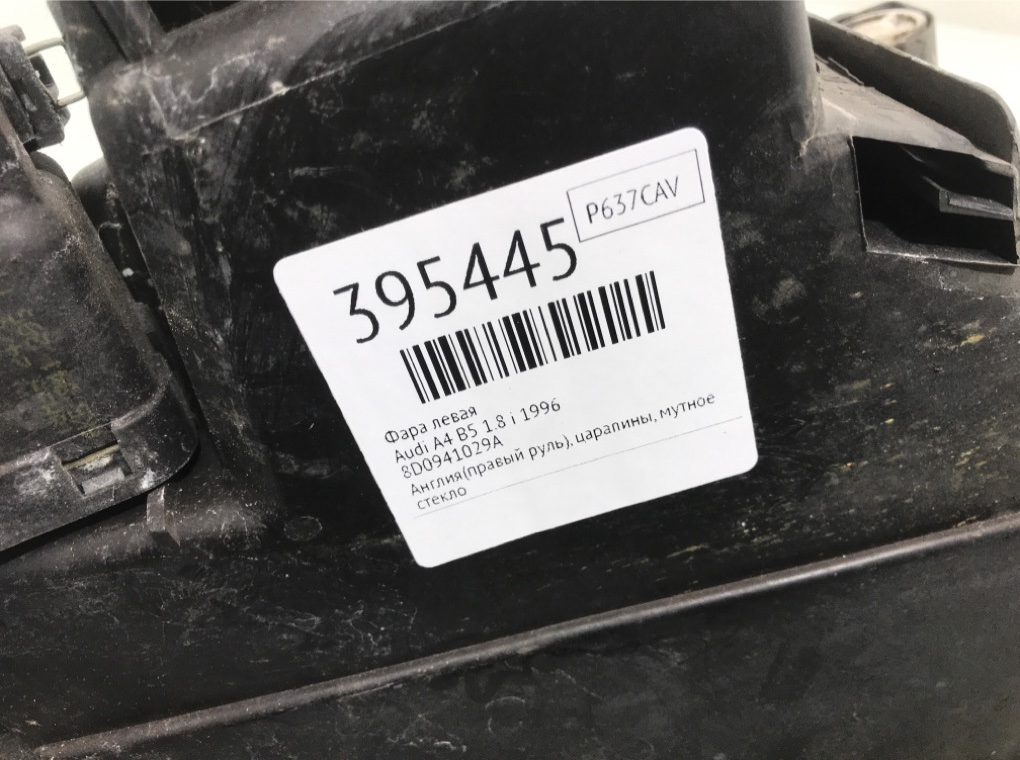 P637CAV
395445
Фара левая
Audi A4 B5 1.8 i 1996
8D0941029A
Англия(правый руль), царапины, мутное
стекло